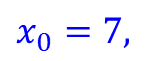 x₀ = 7,